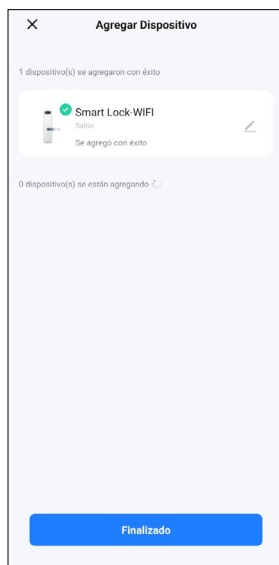 Agregar Dispositivo
1 dispositivo(s) se agregaron con éxito
Smart Lock-WIFI
Salón
Se agregó con éxito
0 dispositivo(s) se están agregando
Finalizado